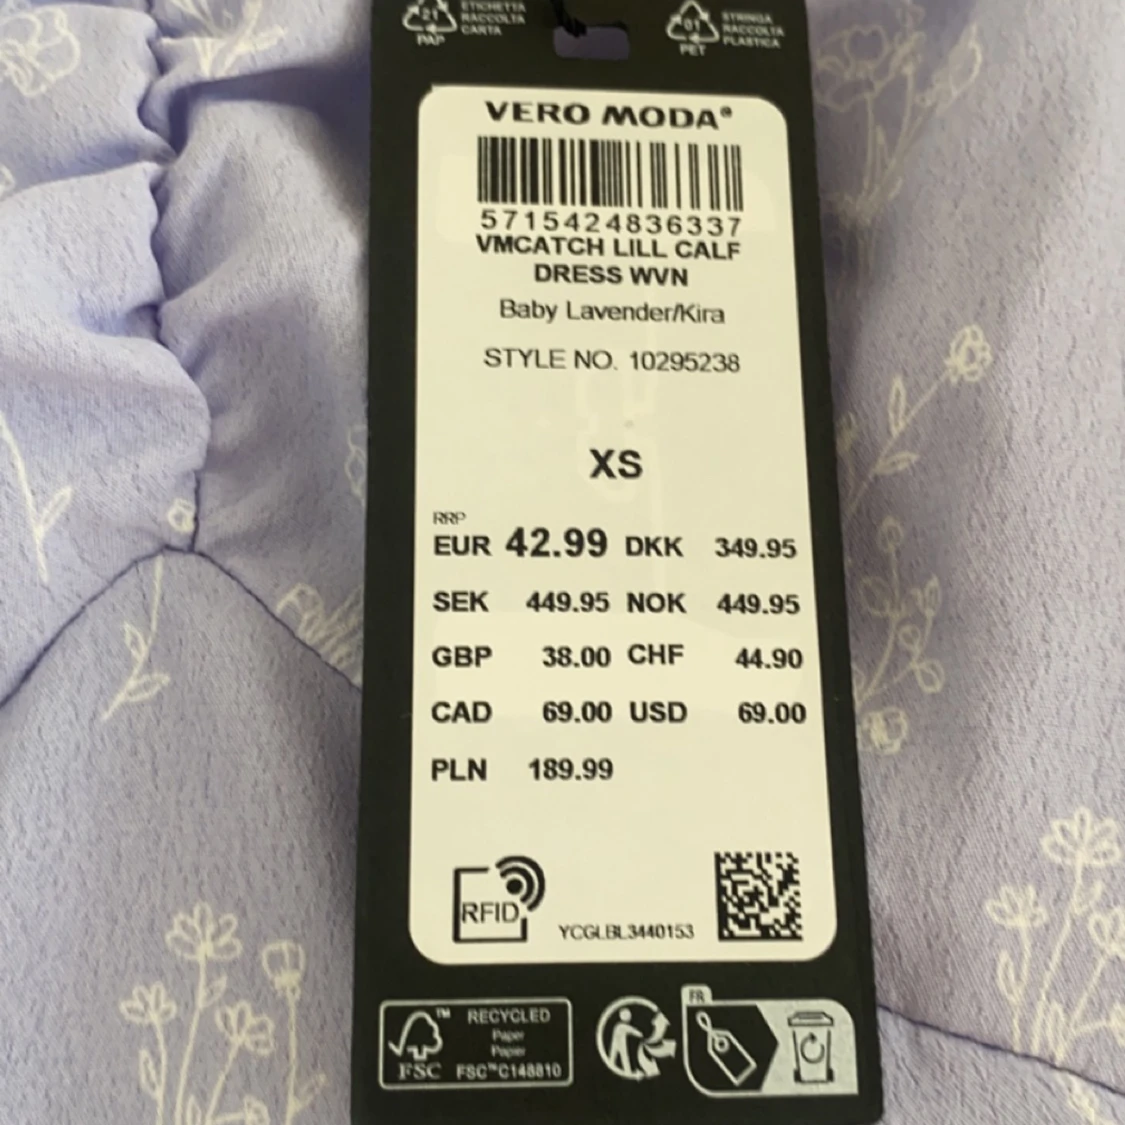 21
PAP
ETICHETTA
RACCOLTA
CARTA
01
PET
STRINGA
RACCOLTA
PLASTICA
VERO MODA®
5715424836337
VMCATCH LILL CALF
DRESS WVN
Baby Lavender/Kira
STYLE NO. 10295238
XS
RRP
EUR 42.99 DKK 349.95
SEK 449.95 NOK 449.95
GBP 38.00 CHF 44.90
CAD 69.00 USD 69.00
PLN 189.99
RFID
YCGLBL3440153
FSC™
RECYCLED
Paper
Paper
FSC™C148810
FR